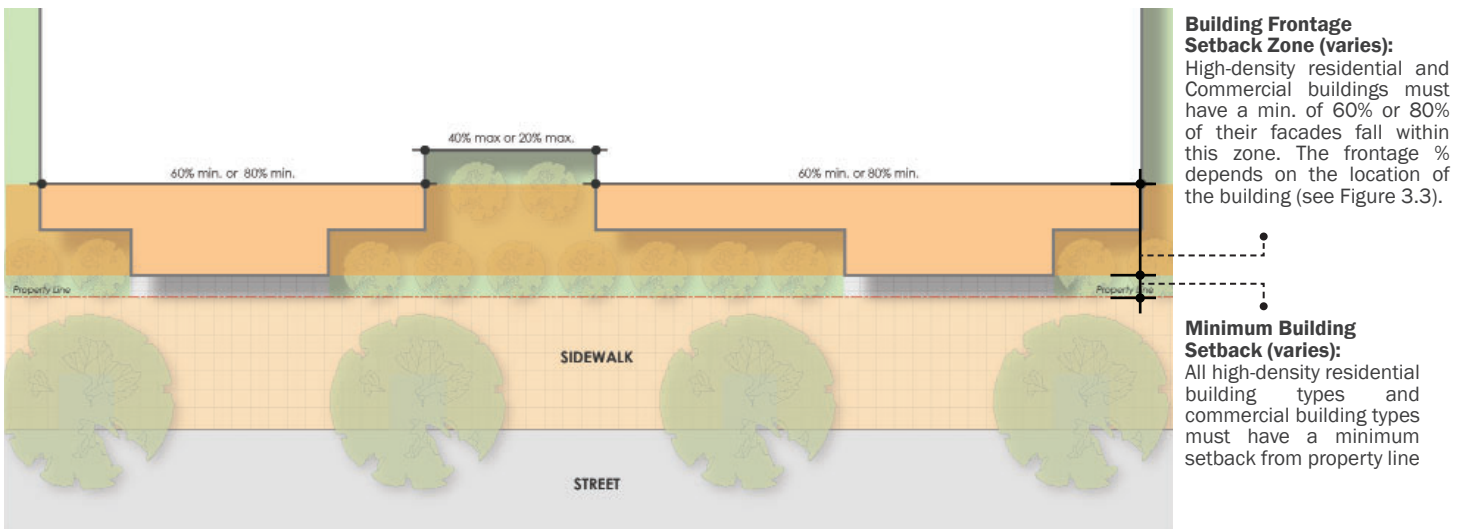 Building Frontage
Setback Zone (varies):
High-density residential and
Commercial buildings must
have a min. of 60% or 80%
of their facades fall within
this zone. The frontage %
depends on the location of
the building (see Figure 3.3).
40% max or 20% max.
60% min. or 80% min.
60% min. or 80% min.
Property Line
Property Line
Minimum Building
Setback (varies):
All high-density residential
building types and
commercial building types
must have a minimum
setback from property line
SIDEWALK
STREET